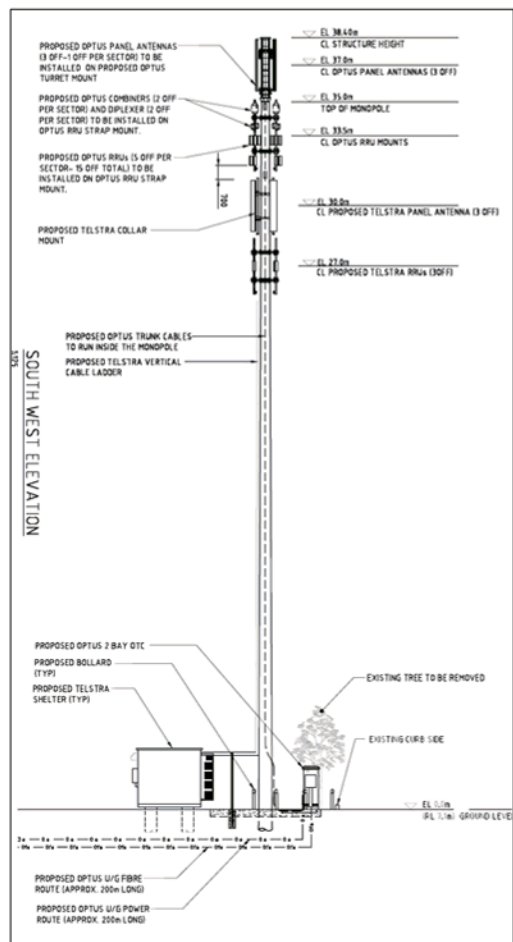 PROPOSED OPTUS PANEL ANTENNAS
(3 OFF-1 OFF PER SECTOR) TO BE
INSTALLED ON PROPOSED OPTUS
TURRET MOUNT
PROPOSED OPTUS COMBINERS (2 OFF
PER SECTOR) AND DIPLEXER (2 OFF
PER SECTOR) TO BE INSTALLED ON
OPTUS RRU STRAP MOUNT.
PROPOSED OPTUS RRUs (5 OFF PER
SECTOR- 15 OFF TOTAL) TO BE
INSTALLED ON OPTUS RRU STRAP
MOUNT.
700
PROPOSED TELSTRA COLLAR
MOUNT
EL 38.40m
CL STRUCTURE HEIGHT
EL 37.0m
CL OPTUS PANEL ANTENNAS (3 OFF)
EL 35.0m
TOP OF MONOPOLE
EL 33.5m
CL OPTUS RRU MOUNTS
EL 30.0m
CL PROPOSED TELSTRA PANEL ANTENNA (3 OFF)
EL 27.0m
CL PROPOSED TELSTRA RRUs (3OFF)
PROPOSED OPTUS TRUNK CABLES
TO RUN INSIDE THE MONOPOLE
PROPOSED TELSTRA VERTICAL
CABLE LADDER
SOUTH WEST ELEVATION
PROPOSED OPTUS 2 BAY OTC
PROPOSED BOLLARD
(TYP)
PROPOSED TELSTRA
SHELTER (TYP)
EXISTING TREE TO BE REMOVED
EXISTING CURB SIDE
GROUND LEVEL
PROPOSED OPTUS U/G FIBRE
ROUTE (APPROX. 200m LONG)
PROPOSED OPTUS U/G POWER
ROUTE (APPROX. 200m LONG)